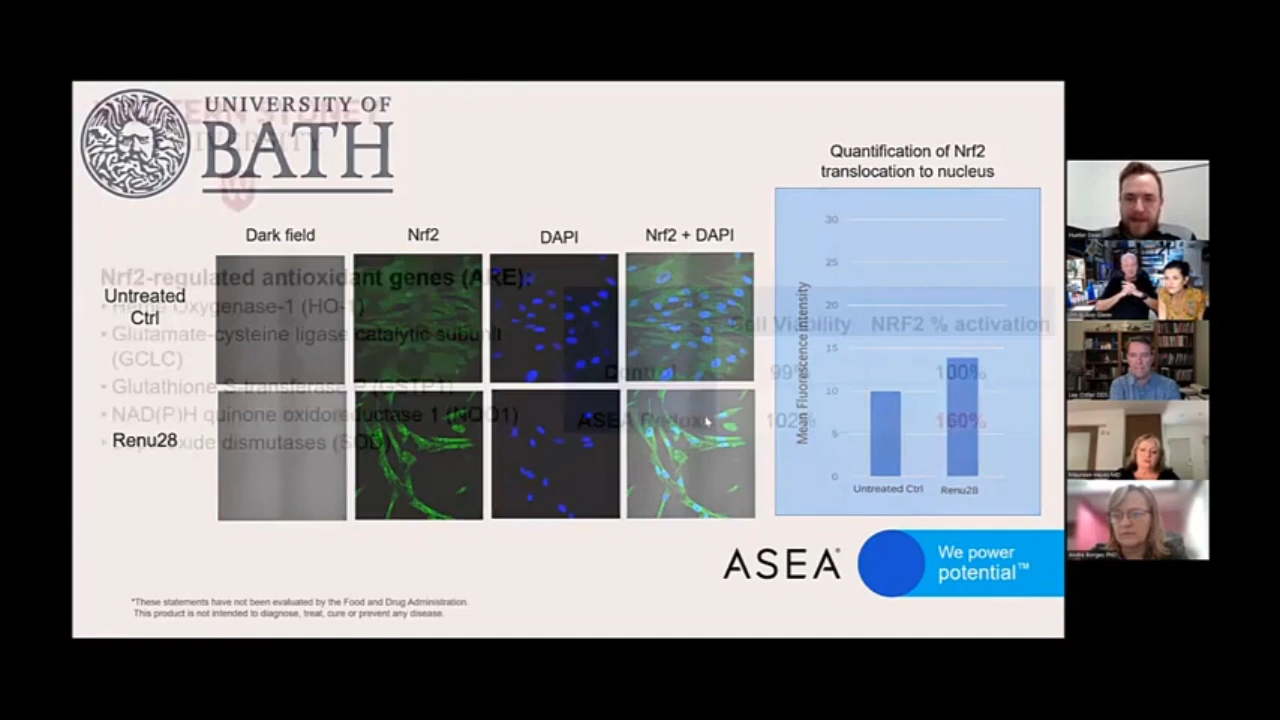 UNIVERSITY OF
BATH
Quantification of Nrf2
translocation to nucleus
Dark field
Nrf2
DAPI
Nrf2 + DAPI
Untreated
Ctrl
Renu28
Nrf2-regulated antioxidant genes (ARE):
Oxygenase-1 (HO-1)
• Glutamate-cysteine ligase catalytic subunit
(GCLC)
• Glutathione S-transferase P (GSTP1)
• NAD(P)H quinone oxidoreductase 1 (NQO1)
dismutases (SOD)
Cell Viability NRF2 % activation
Control 99% 100%
ASEA Redox 102% 160%
Mean Fluorescence intensity
30
25
20
15
10
5
0
Untreated Ctrl Renu28
ASEA
We power
potential™
*These statements have not been evaluated by the Food and Drug Administration.
This product is not intended to diagnose, treat, cure or prevent any disease.